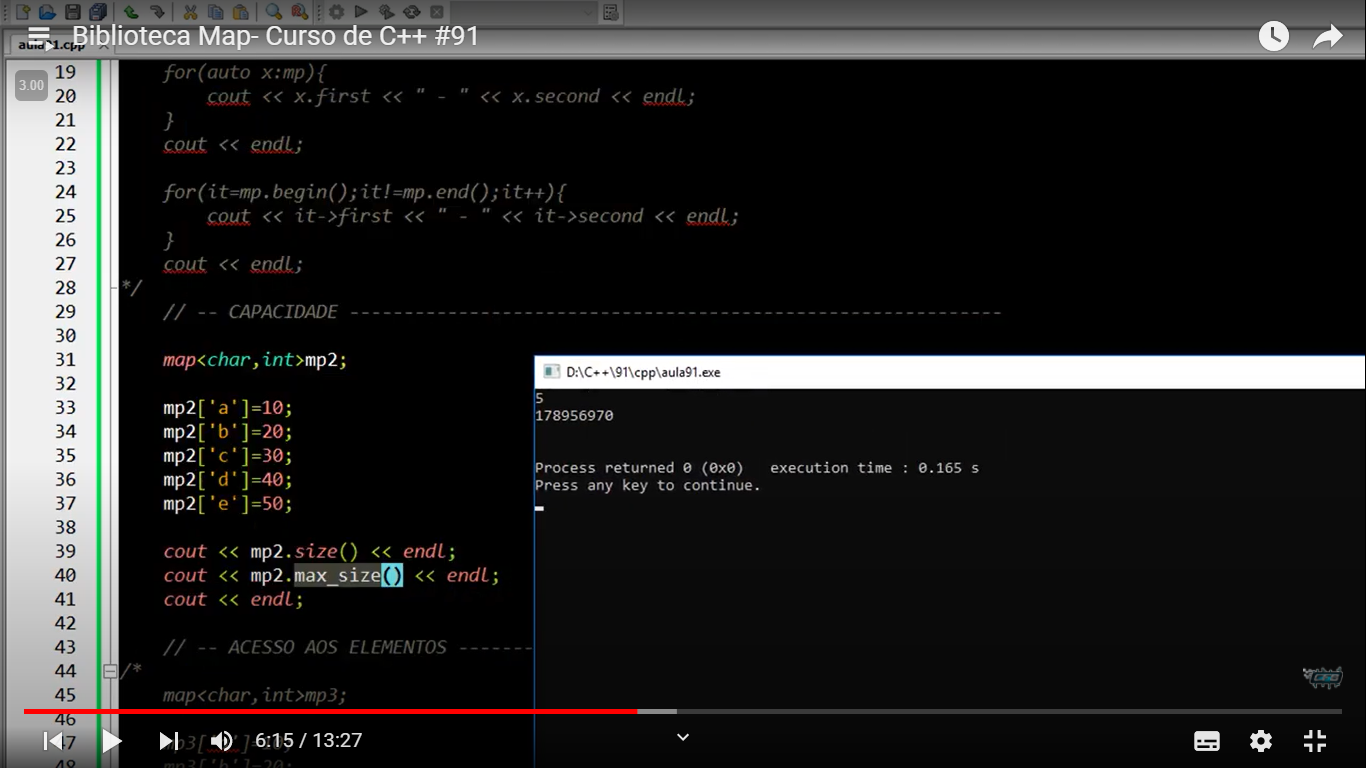 Biblioteca Map- Curso de C++ #91
aula91.cpp
3.00
19 for(auto x:mp){
20 cout << x.first << " - " << x.second << endl;
21 }
22 cout << endl;
23
24 for(it=mp.begin();it!=mp.end();it++){
25 cout << it->first << " - " << it->second << endl;
26 }
27 cout << endl;
28 */
29 // -- CAPACIDADE ------------------------------------------------------------
30
31 map<char,int>mp2;
32
33 mp2['a']=10;
34 mp2['b']=20;
35 mp2['c']=30;
36 mp2['d']=40;
37 mp2['e']=50;
38
39 cout << mp2.size() << endl;
40 cout << mp2.max_size() << endl;
41 cout << endl;
42
43 // -- ACESSO AOS ELEMENTOS -------
44 /*
45 map<char,int>mp3;
46
47
48 mp3['b']=20;
D:\C++\91\cpp\aula91.exe
5
178956970
Process returned 0 (0x0)   execution time : 0.165 s
Press any key to continue.
6:15 / 13:27